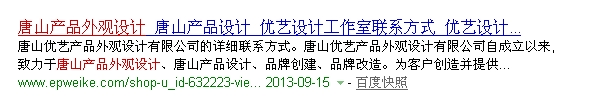 唐山产品外观设计_唐山产品设计_优艺设计工作室联系方式_优艺设计...
唐山优艺产品外观设计有限公司的详细联系方式。唐山优艺产品外观设计有限公司自成立以来，
致力于唐山产品外观设计、唐山产品设计、品牌创建、品牌改造。为客户创造并提供...
www.epweike.com/shop-u_id-632223-vie... 2013-09-15 - 百度快照